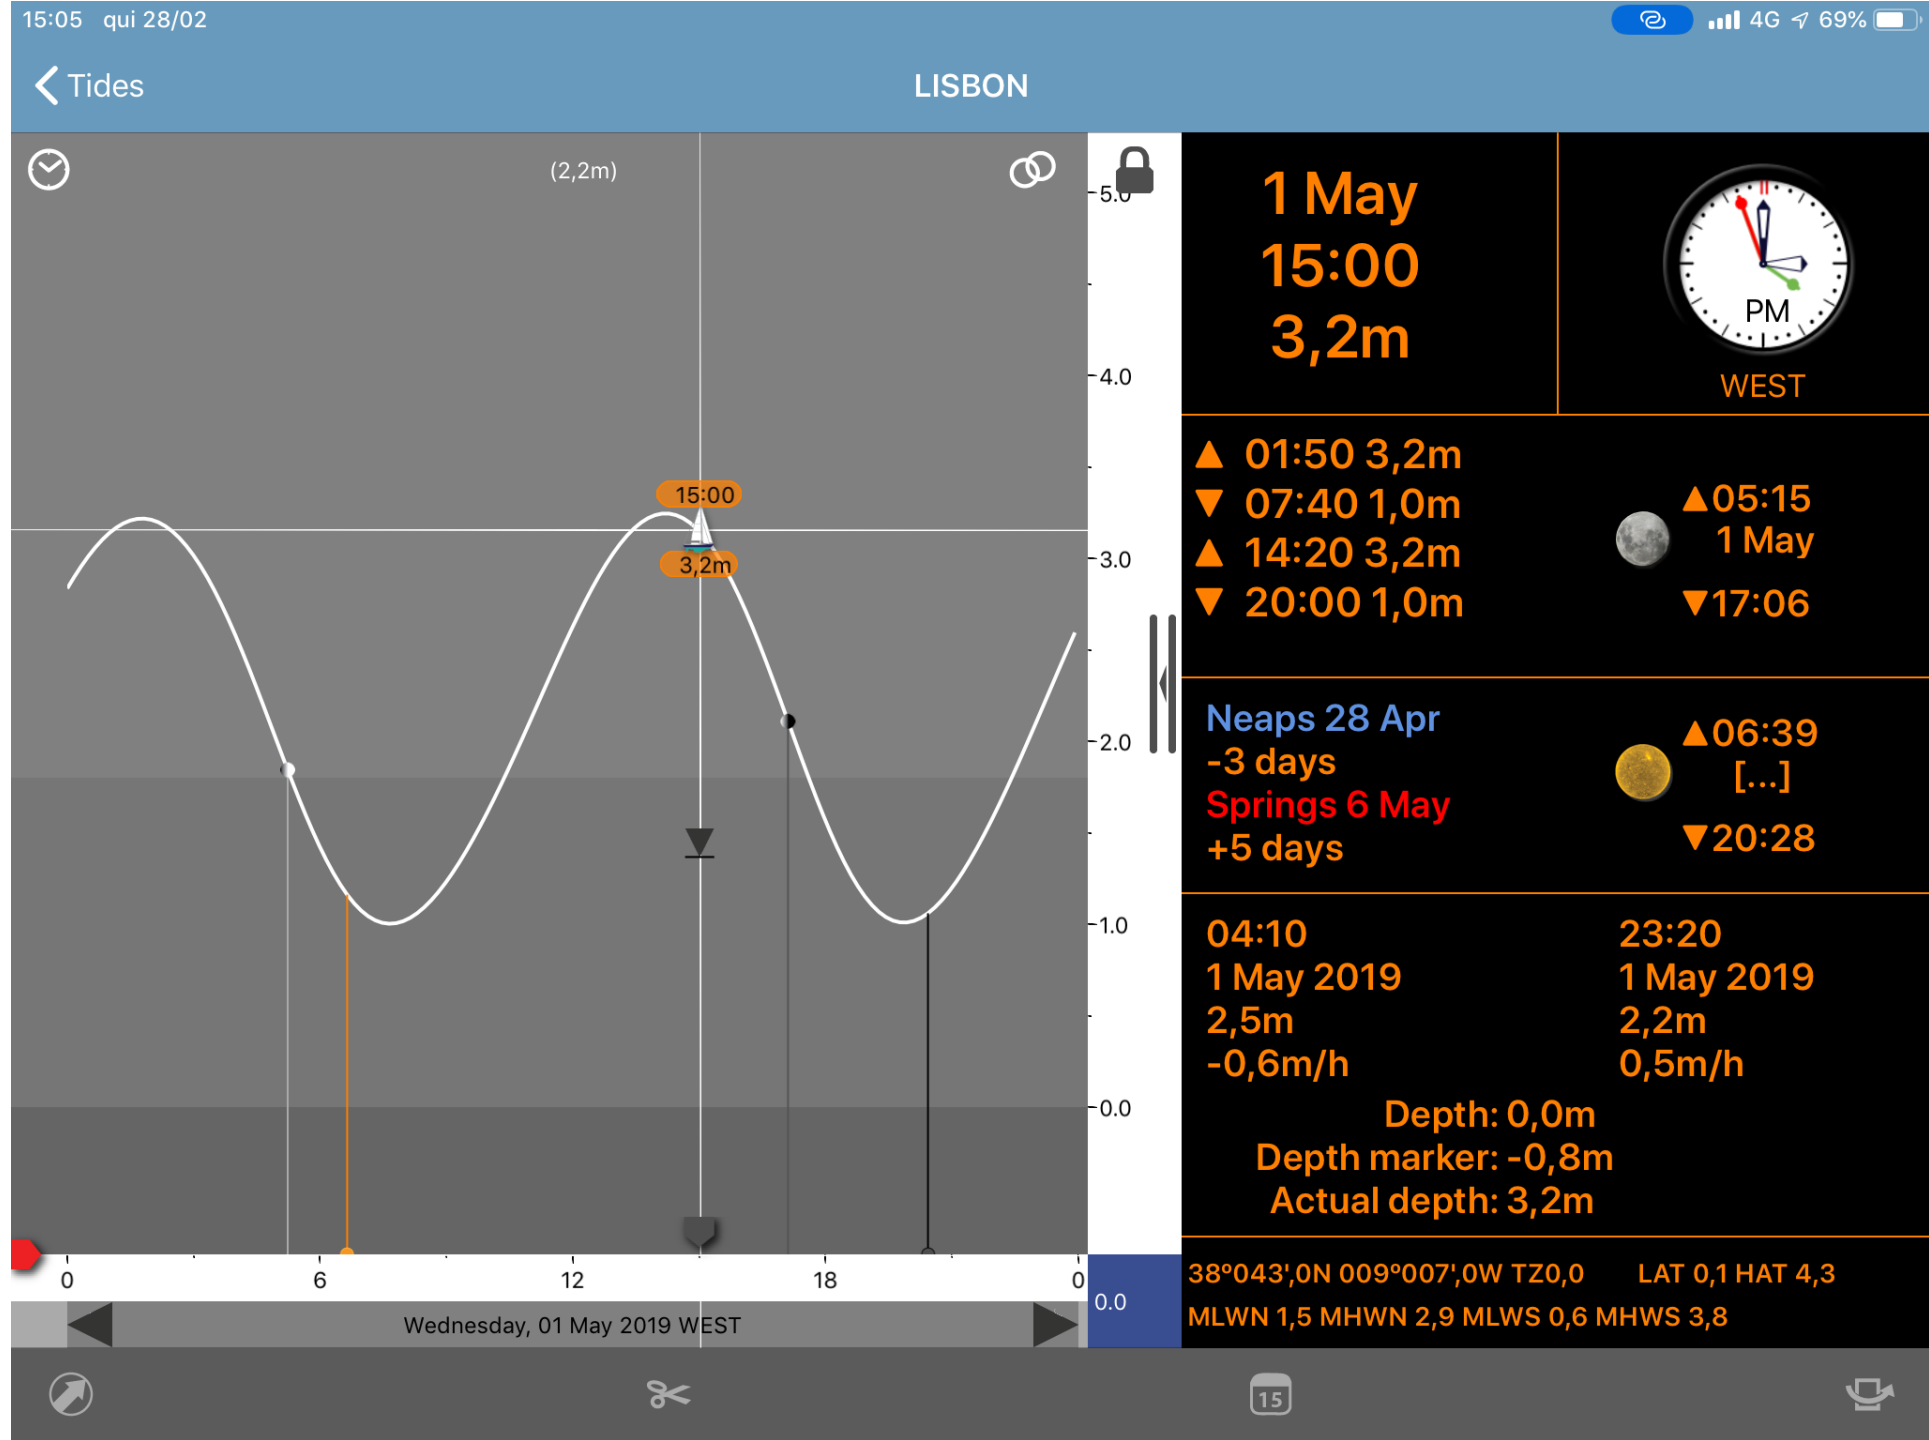 15:05 qui 28/02
4G 69%
Tides
LISBON
(2,2m)
5.0
4.0
3.0
2.0
1.0
0.0
15:00
3,2m
0 6 12 18 0
0.0
Wednesday, 01 May 2019 WEST
1 May
15:00
3,2m
PM
WEST
▲ 01:50 3,2m
▼ 07:40 1,0m
▲ 14:20 3,2m
▼ 20:00 1,0m
▲05:15
1 May
▼17:06
Neaps 28 Apr
-3 days
Springs 6 May
+5 days
▲06:39
[...]
▼20:28
04:10
1 May 2019
2,5m
-0,6m/h
23:20
1 May 2019
2,2m
0,5m/h
Depth: 0,0m
Depth marker: -0,8m
Actual depth: 3,2m
38º043',0N 009º007',0W TZ0,0 LAT 0,1 HAT 4,3
MLWN 1,5 MHWN 2,9 MLWS 0,6 MHWS 3,8
15